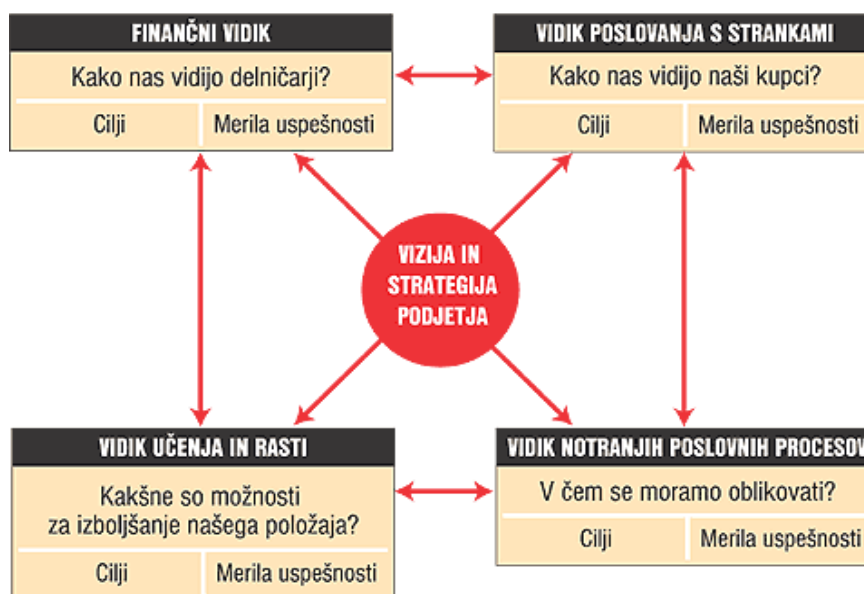 FINANČNI VIDIK
Kako nas vidijo delničarji?
Cilji
Merila uspešnosti
VIDIK POSLOVANJA S STRANKAMI
Kako nas vidijo naši kupci?
Cilji
Merila uspešnosti
VIZIJA IN
STRATEGIJA
PODJETJA
VIDIK UČENJA IN RASTI
Kakšne so možnosti
za izboljšanje našega položaja?
Cilji
Merila uspešnosti
VIDIK NOTRANJIH POSLOVNIH PROCESOV
V čem se moramo oblikovati?
Cilji
Merila uspešnosti